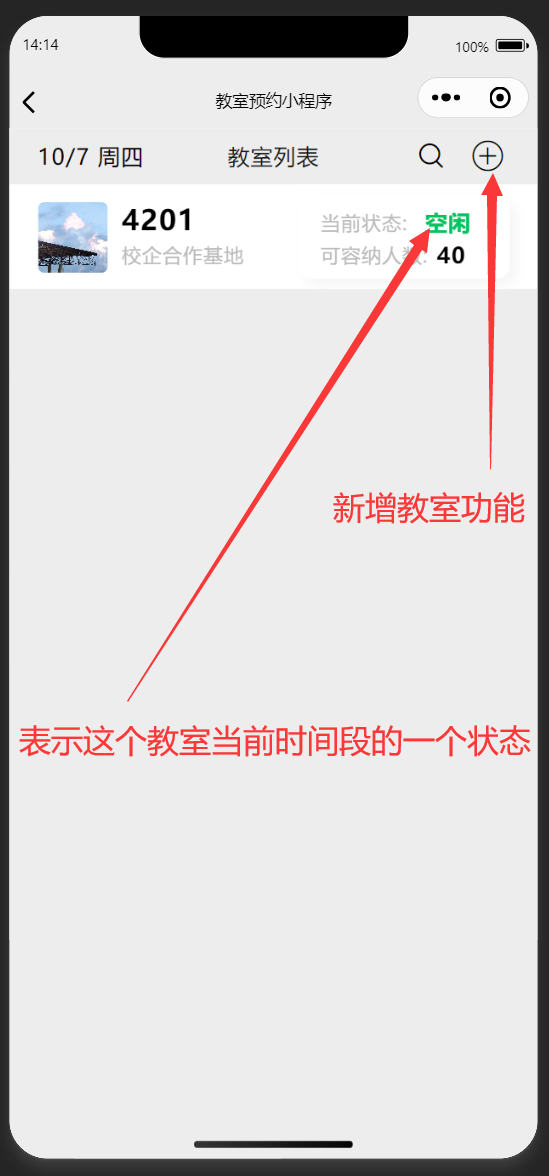 14:14
100%
教室预约小程序
10/7 周四
教室列表
4201
当前状态: 空闲
校企合作基地
可容纳人数: 40
新增教室功能
表示这个教室当前时间段的一个状态